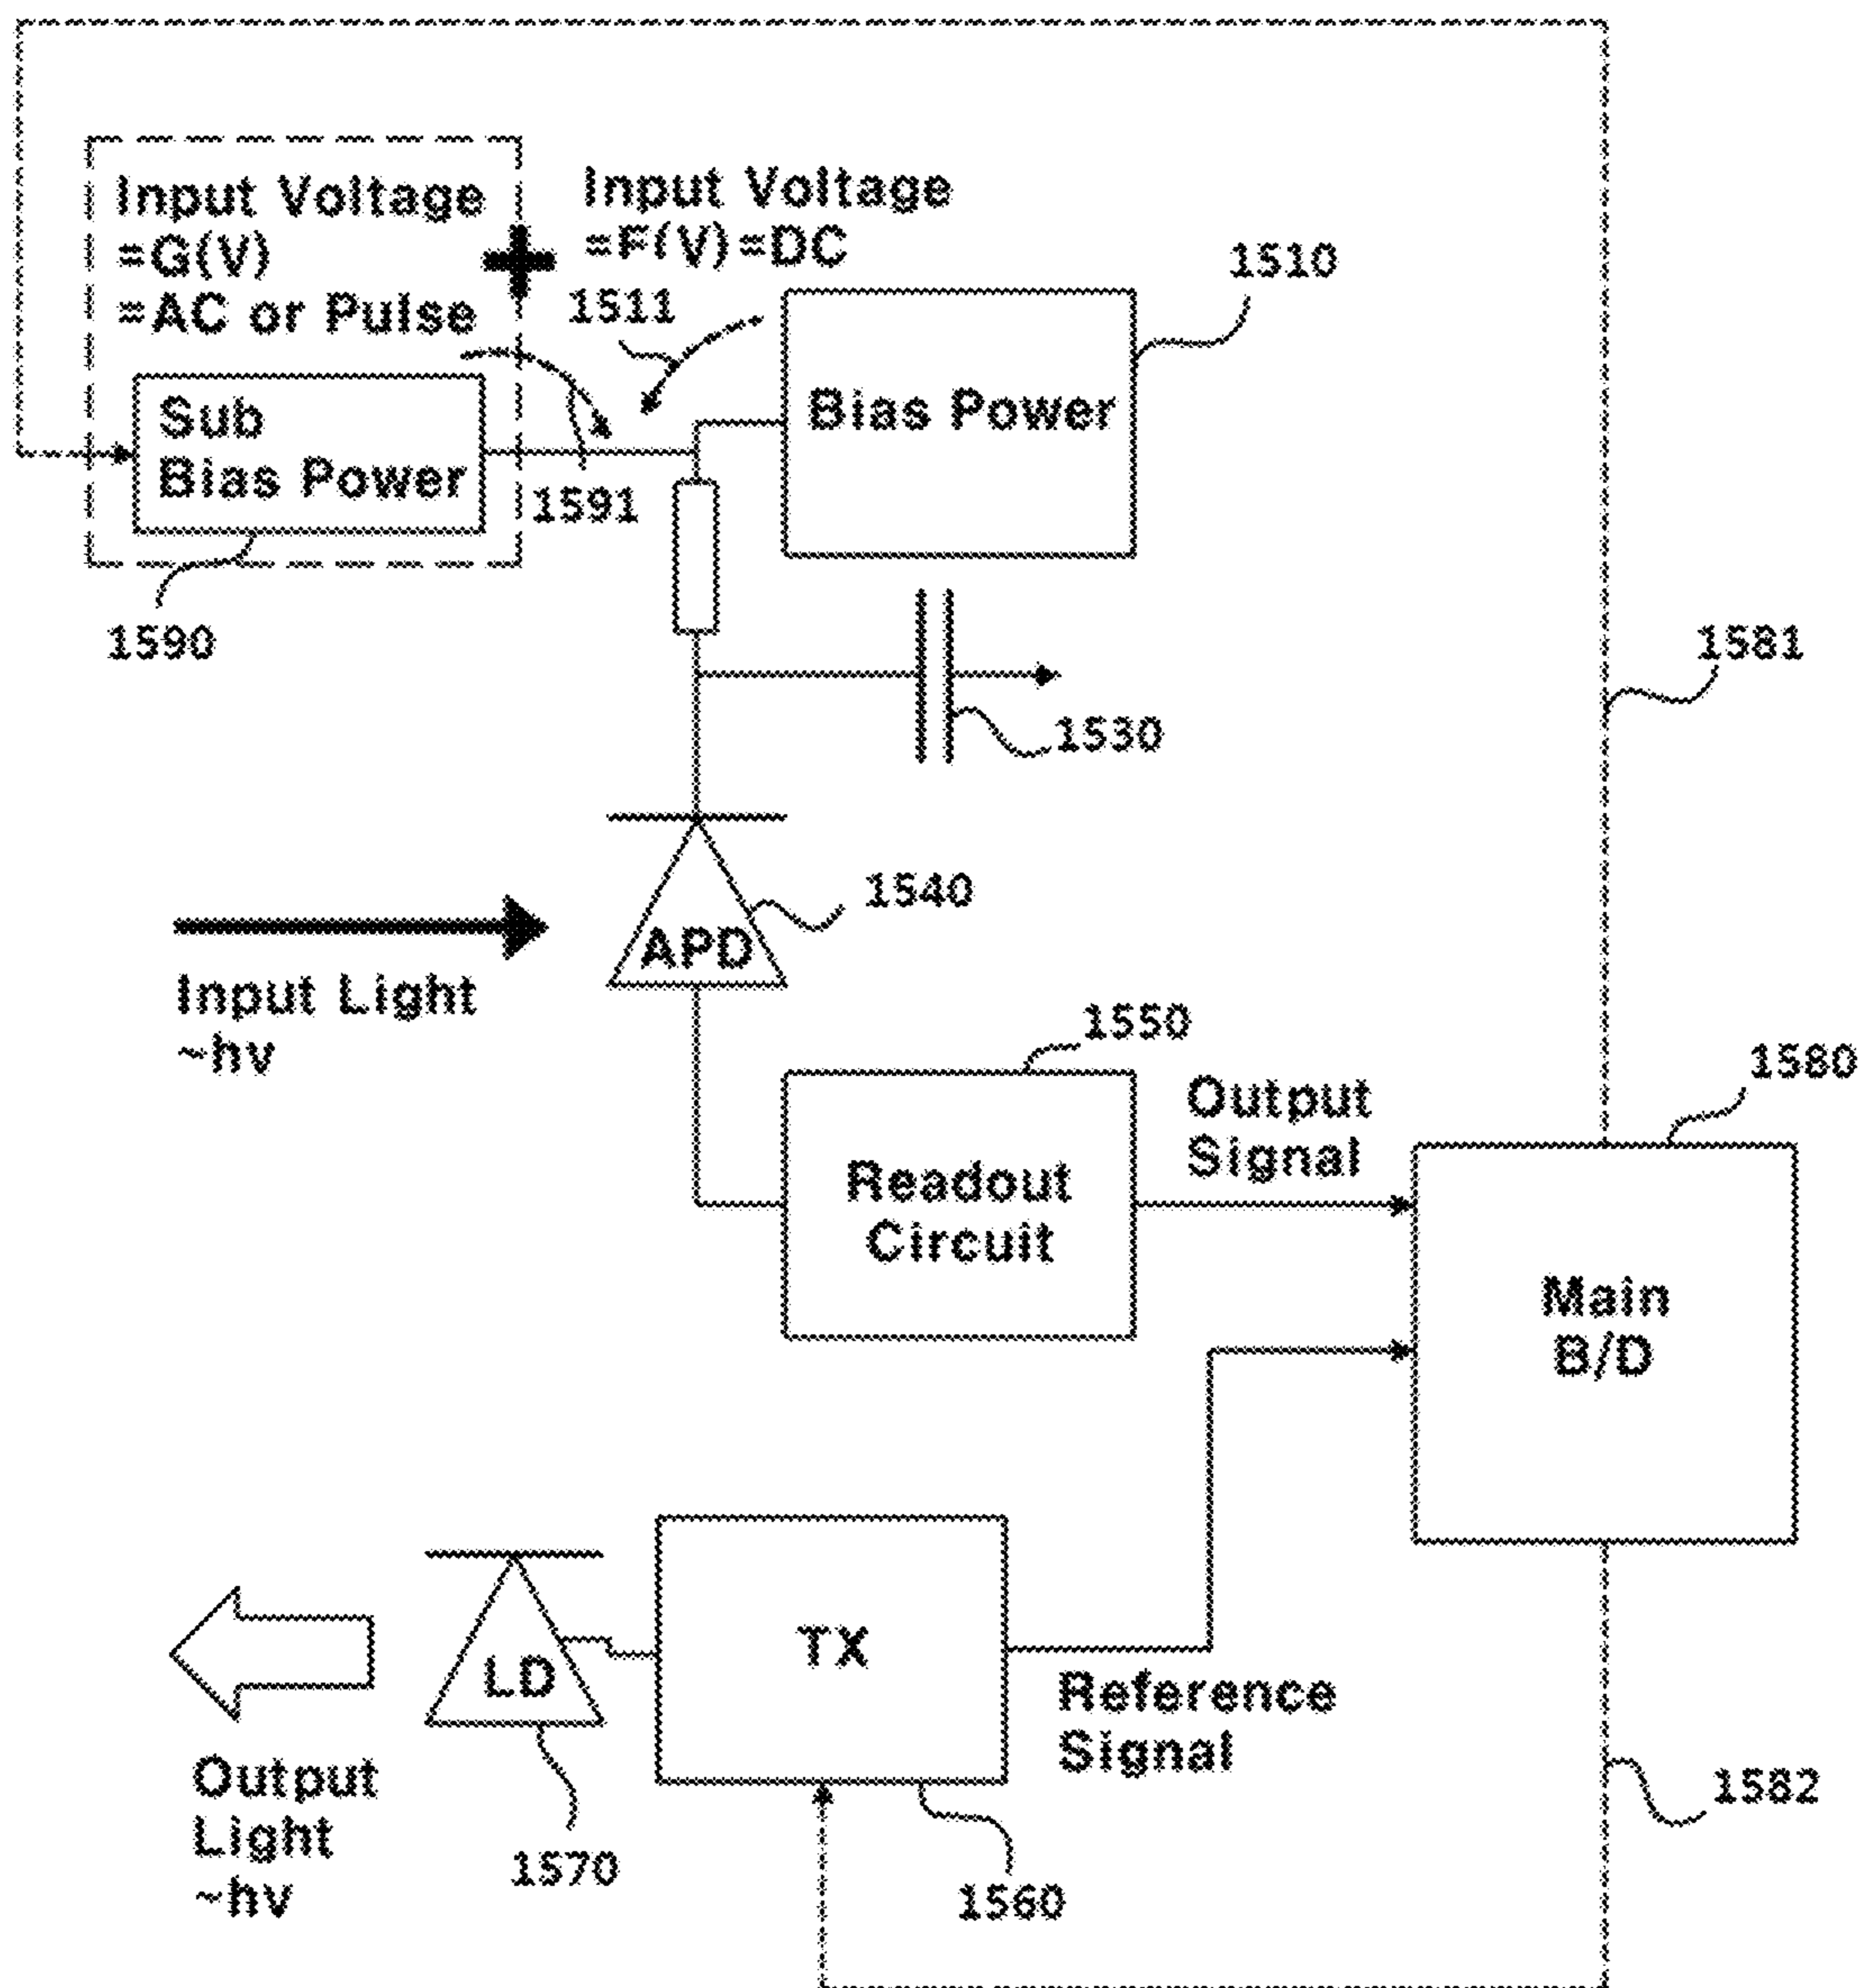 Input Voltage
=G(V)
=AC or Pulse
+
Input Voltage
=F(V)=DC
1511
1510
Sub
Bias Power
Bias Power
1591
1590
1581
1530
1540
APD
Input Light
~hv
1550
Output
Signal
1580
Readout
Circuit
Main
B/D
TX
LD
Reference
Signal
Output
Light
~hv
1570
1560
1582